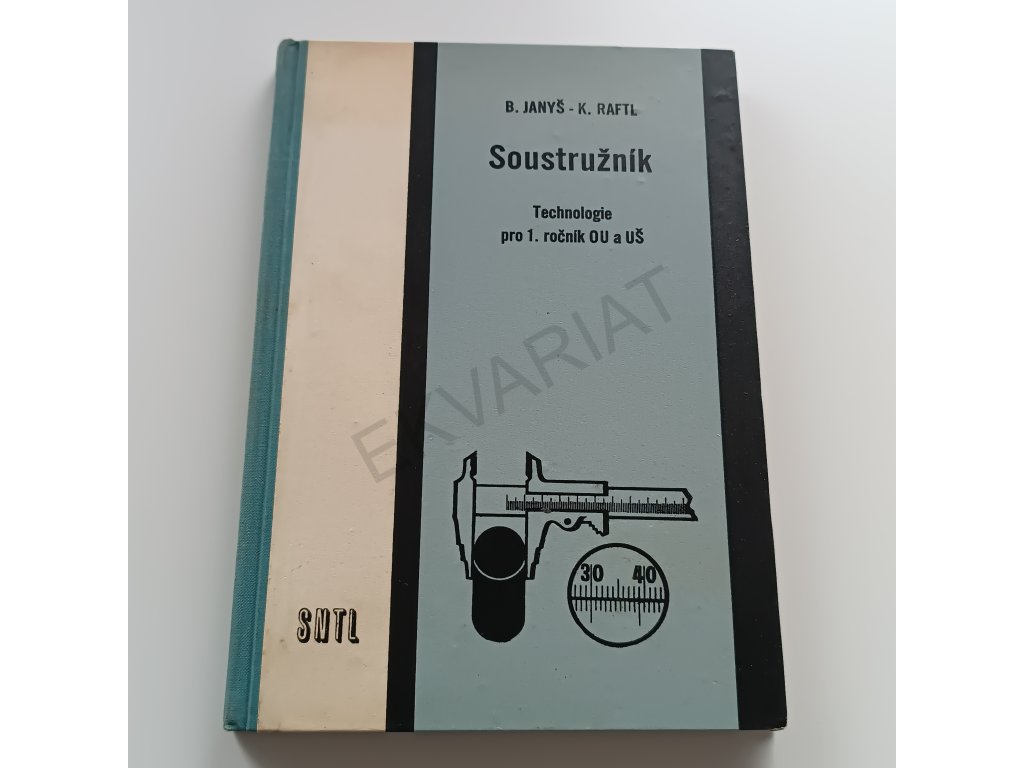 B. JANYŠ - K. RAFTL
Soustružník
Technologie
pro 1. ročník OU a UŠ
EKVARIAT
30 40
SNTL